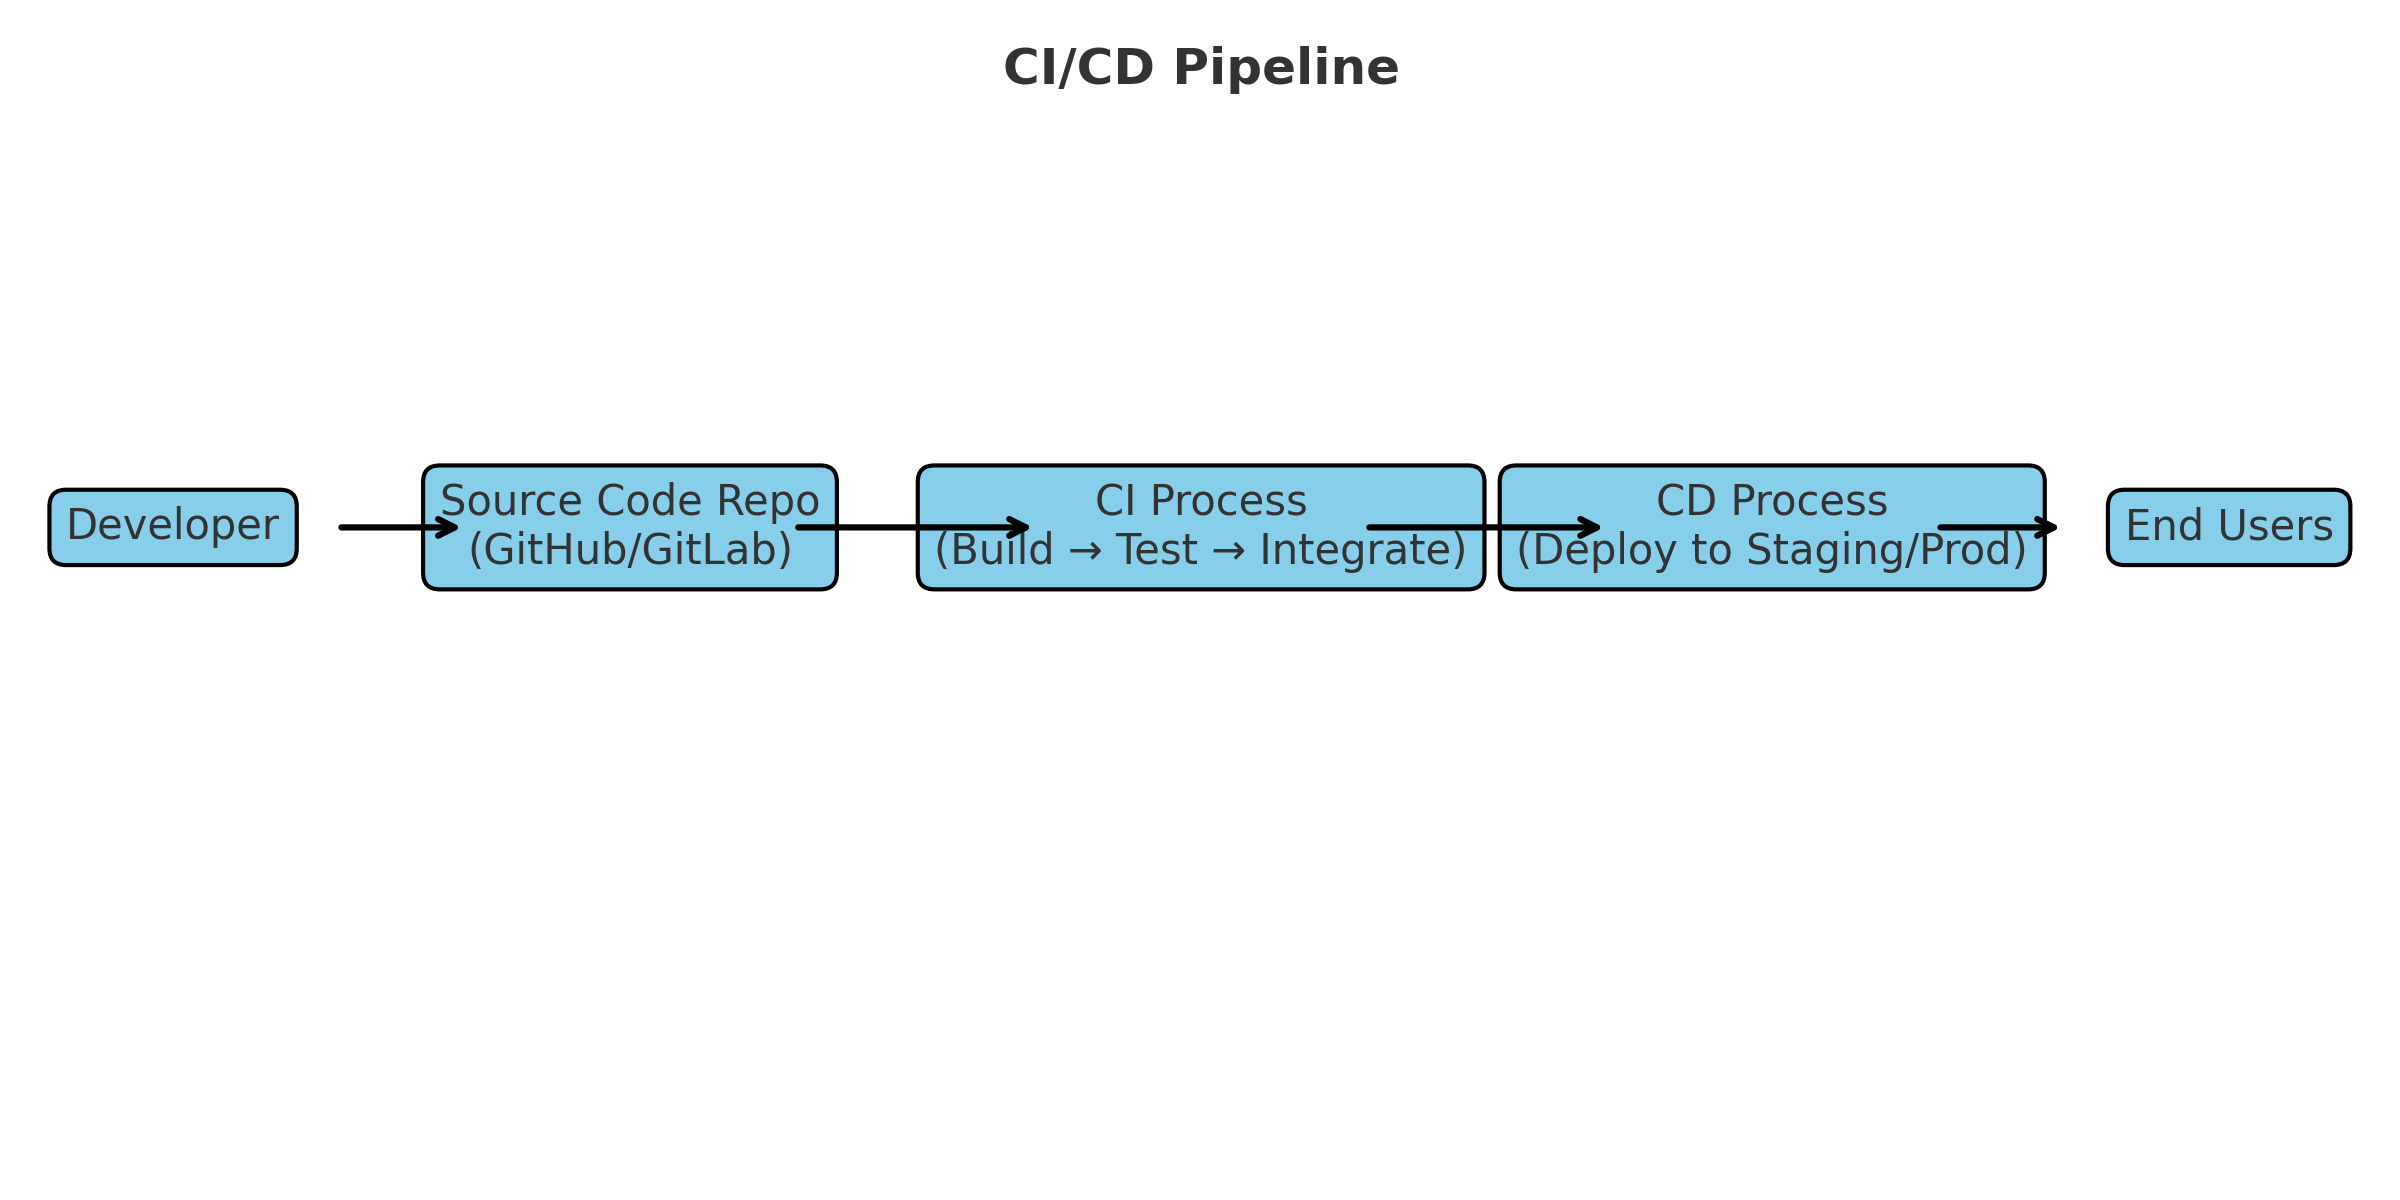 CI/CD Pipeline
Developer
Source Code Repo
(GitHub/GitLab)
CI Process
(Build → Test → Integrate)
CD Process
(Deploy to Staging/Prod)
End Users